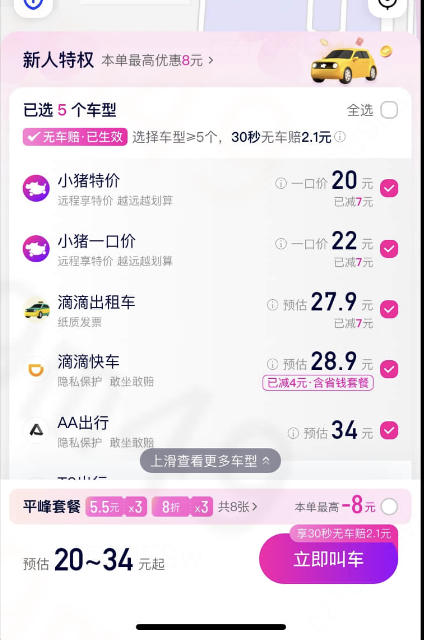 新人特权 本单最高优惠8元 >
已选 5 个车型 全选
无车赔·已生效 选择车型≥5个，30秒无车赔2.1元
小猪特价 一口价 20 元
远程享特价 越远越划算 已减7元
小猪一口价 一口价 22 元
远程享特价 越远越划算 已减7元
滴滴出租车 预估 27.9 元
纸质发票 已减7元
滴滴快车 预估 28.9 元
隐私保护 敢坐敢赔 已减4元·含省钱套餐
AA出行 预估 34 元
隐私保护 敢坐敢赔
上滑查看更多车型
平峰套餐 5.5元 x3 8折 x3 共8张 > 本单最高-8元
享30秒无车赔2.1元
预估 20~34 元起 立即叫车